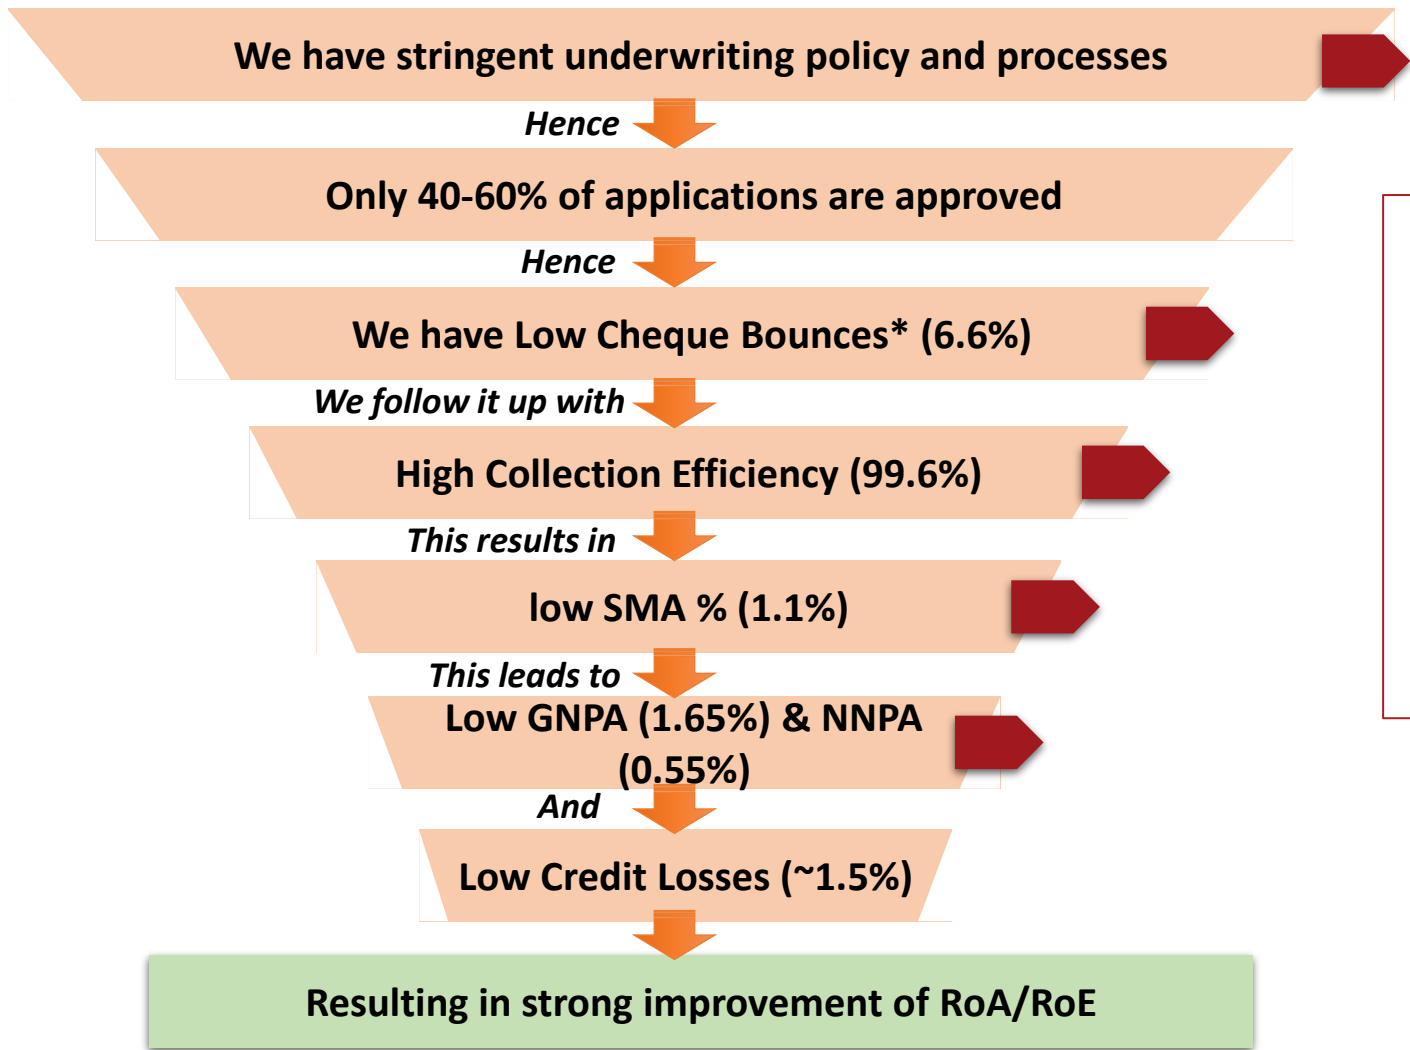 We have stringent underwriting policy and processes
Hence
Only 40-60% of applications are approved
Hence
We have Low Cheque Bounces* (6.6%)
We follow it up with
High Collection Efficiency (99.6%)
This results in
low SMA % (1.1%)
This leads to
Low GNPA (1.65%) & NNPA
(0.55%)
And
Low Credit Losses (~1.5%)
Resulting in strong improvement of RoA/RoE